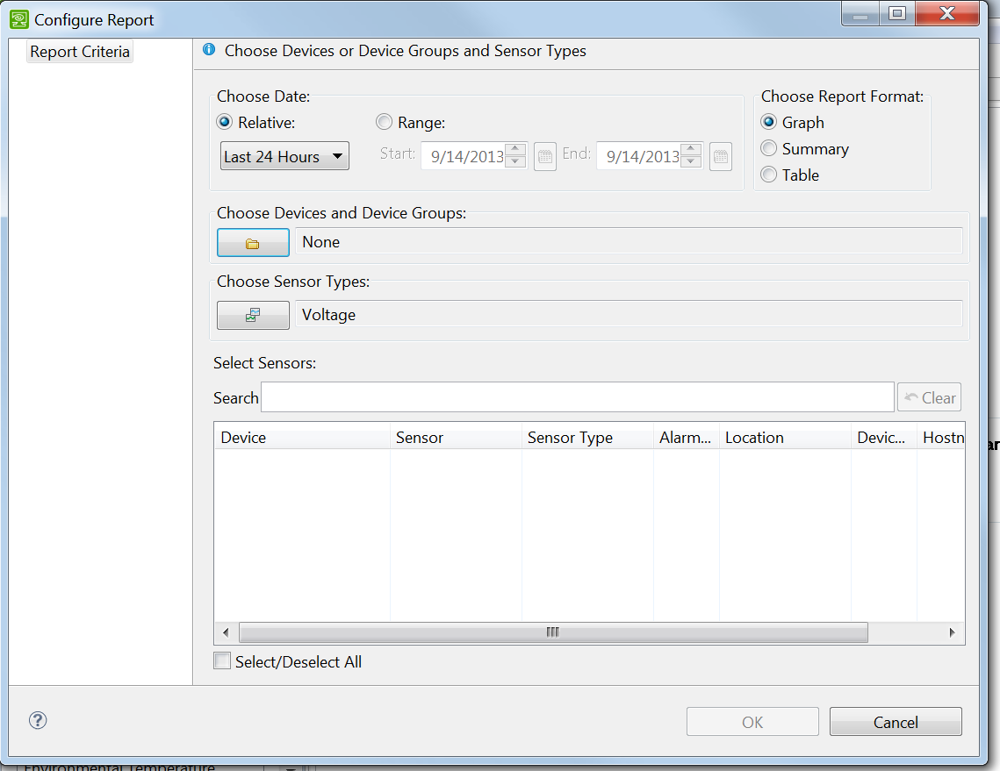 Configure Report
Report Criteria
Choose Devices or Device Groups and Sensor Types
Choose Date:
Relative:
Range:
Last 24 Hours
Start:
9/14/2013
End:
9/14/2013
Choose Report Format:
Graph
Summary
Table
Choose Devices and Device Groups:
None
Choose Sensor Types:
Voltage
Select Sensors:
Search
Clear
Device Sensor Sensor Type Alarm... Location Devic... Hostn
Select/Deselect All
OK
Cancel
ar
Environmental Temperature